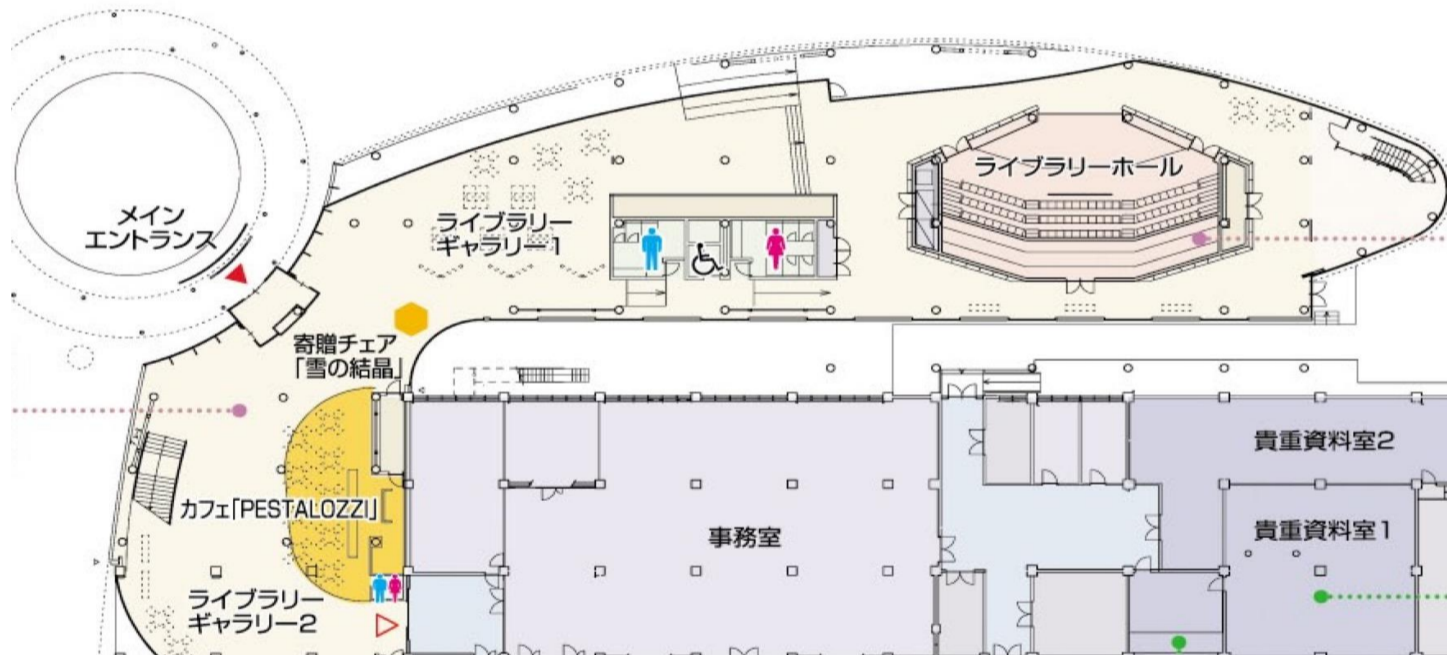 メイン
エントランス
ライブラリー
ギャラリー1
ライブラリーホール
寄贈チェア
「雪の結晶」
カフェ「PESTALOZZI」
事務室
貴重資料室2
貴重資料室1
ライブラリー
ギャラリー2